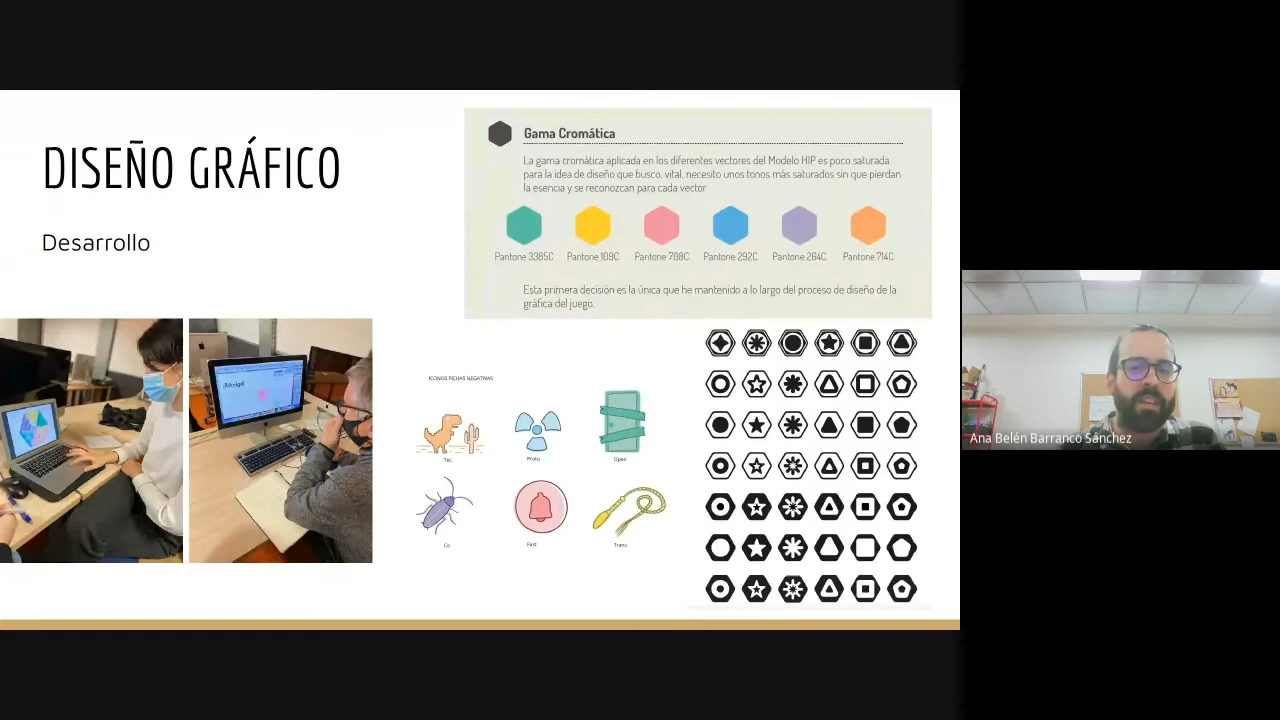 DISEÑO GRÁFICO
Desarrollo
Gama Cromática
La gama cromática aplicada en los diferentes vectores del Modelo HIP es poco saturada
para la idea de diseño que busco, vital, necesito unos tonos más saturados sin que pierdan
la esencia y se reconozcan para cada vector
Pantone 3385C Pantone 109C Pantone 708C Pantone 292C Pantone 264C Pantone 714C
Esta primera decisión es la única que he mantenido a lo largo del proceso de diseño de la
gráfica del juego.
ICONOS FICHAS NEGATIVAS
Tec Proto Open
Co Fast Trans
Ana Belén Barranco Sánchez